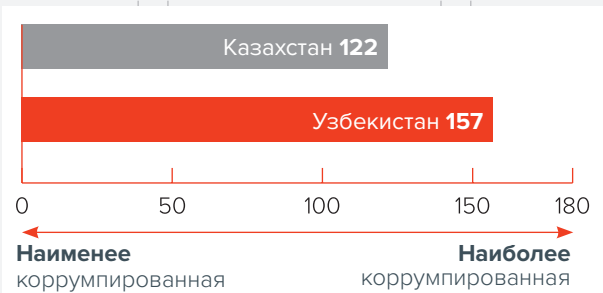 Казахстан 122
Узбекистан 157
0 50 100 150 180
Наименее Наиболее
коррумпированная коррумпированная